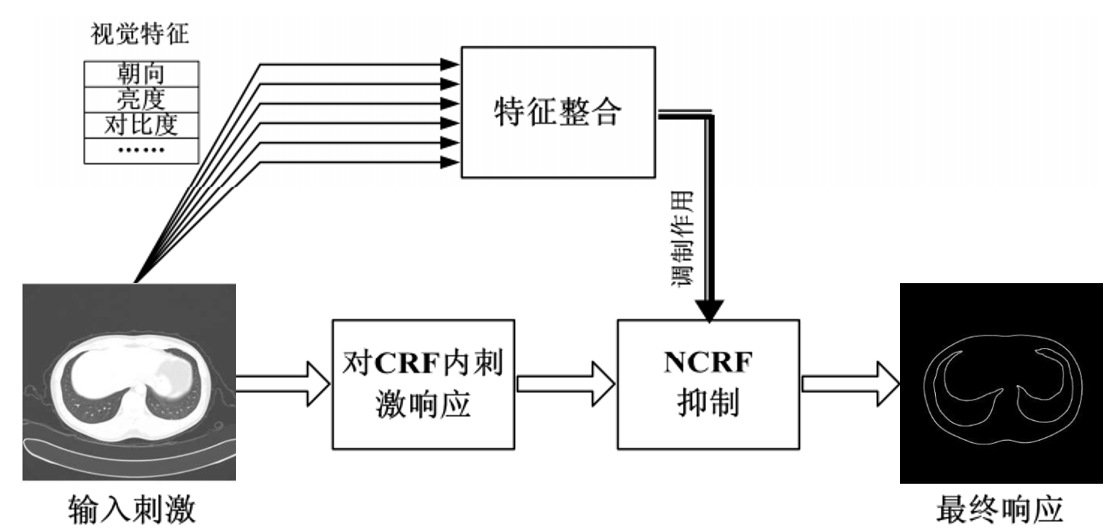 视觉特征
朝向
亮度
对比度
……
特征整合
调制作用
对CRF内刺
激响应
NCRF
抑制
输入刺激
最终响应